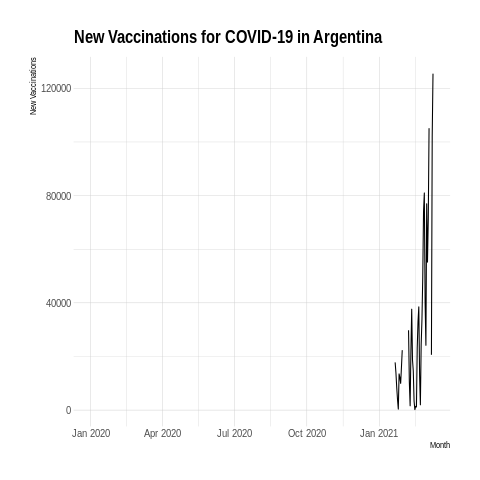 New Vaccinations for COVID-19 in Argentina
New Vaccinations
120000
80000
40000
0
Jan 2020 Apr 2020 Jul 2020 Oct 2020 Jan 2021
Month